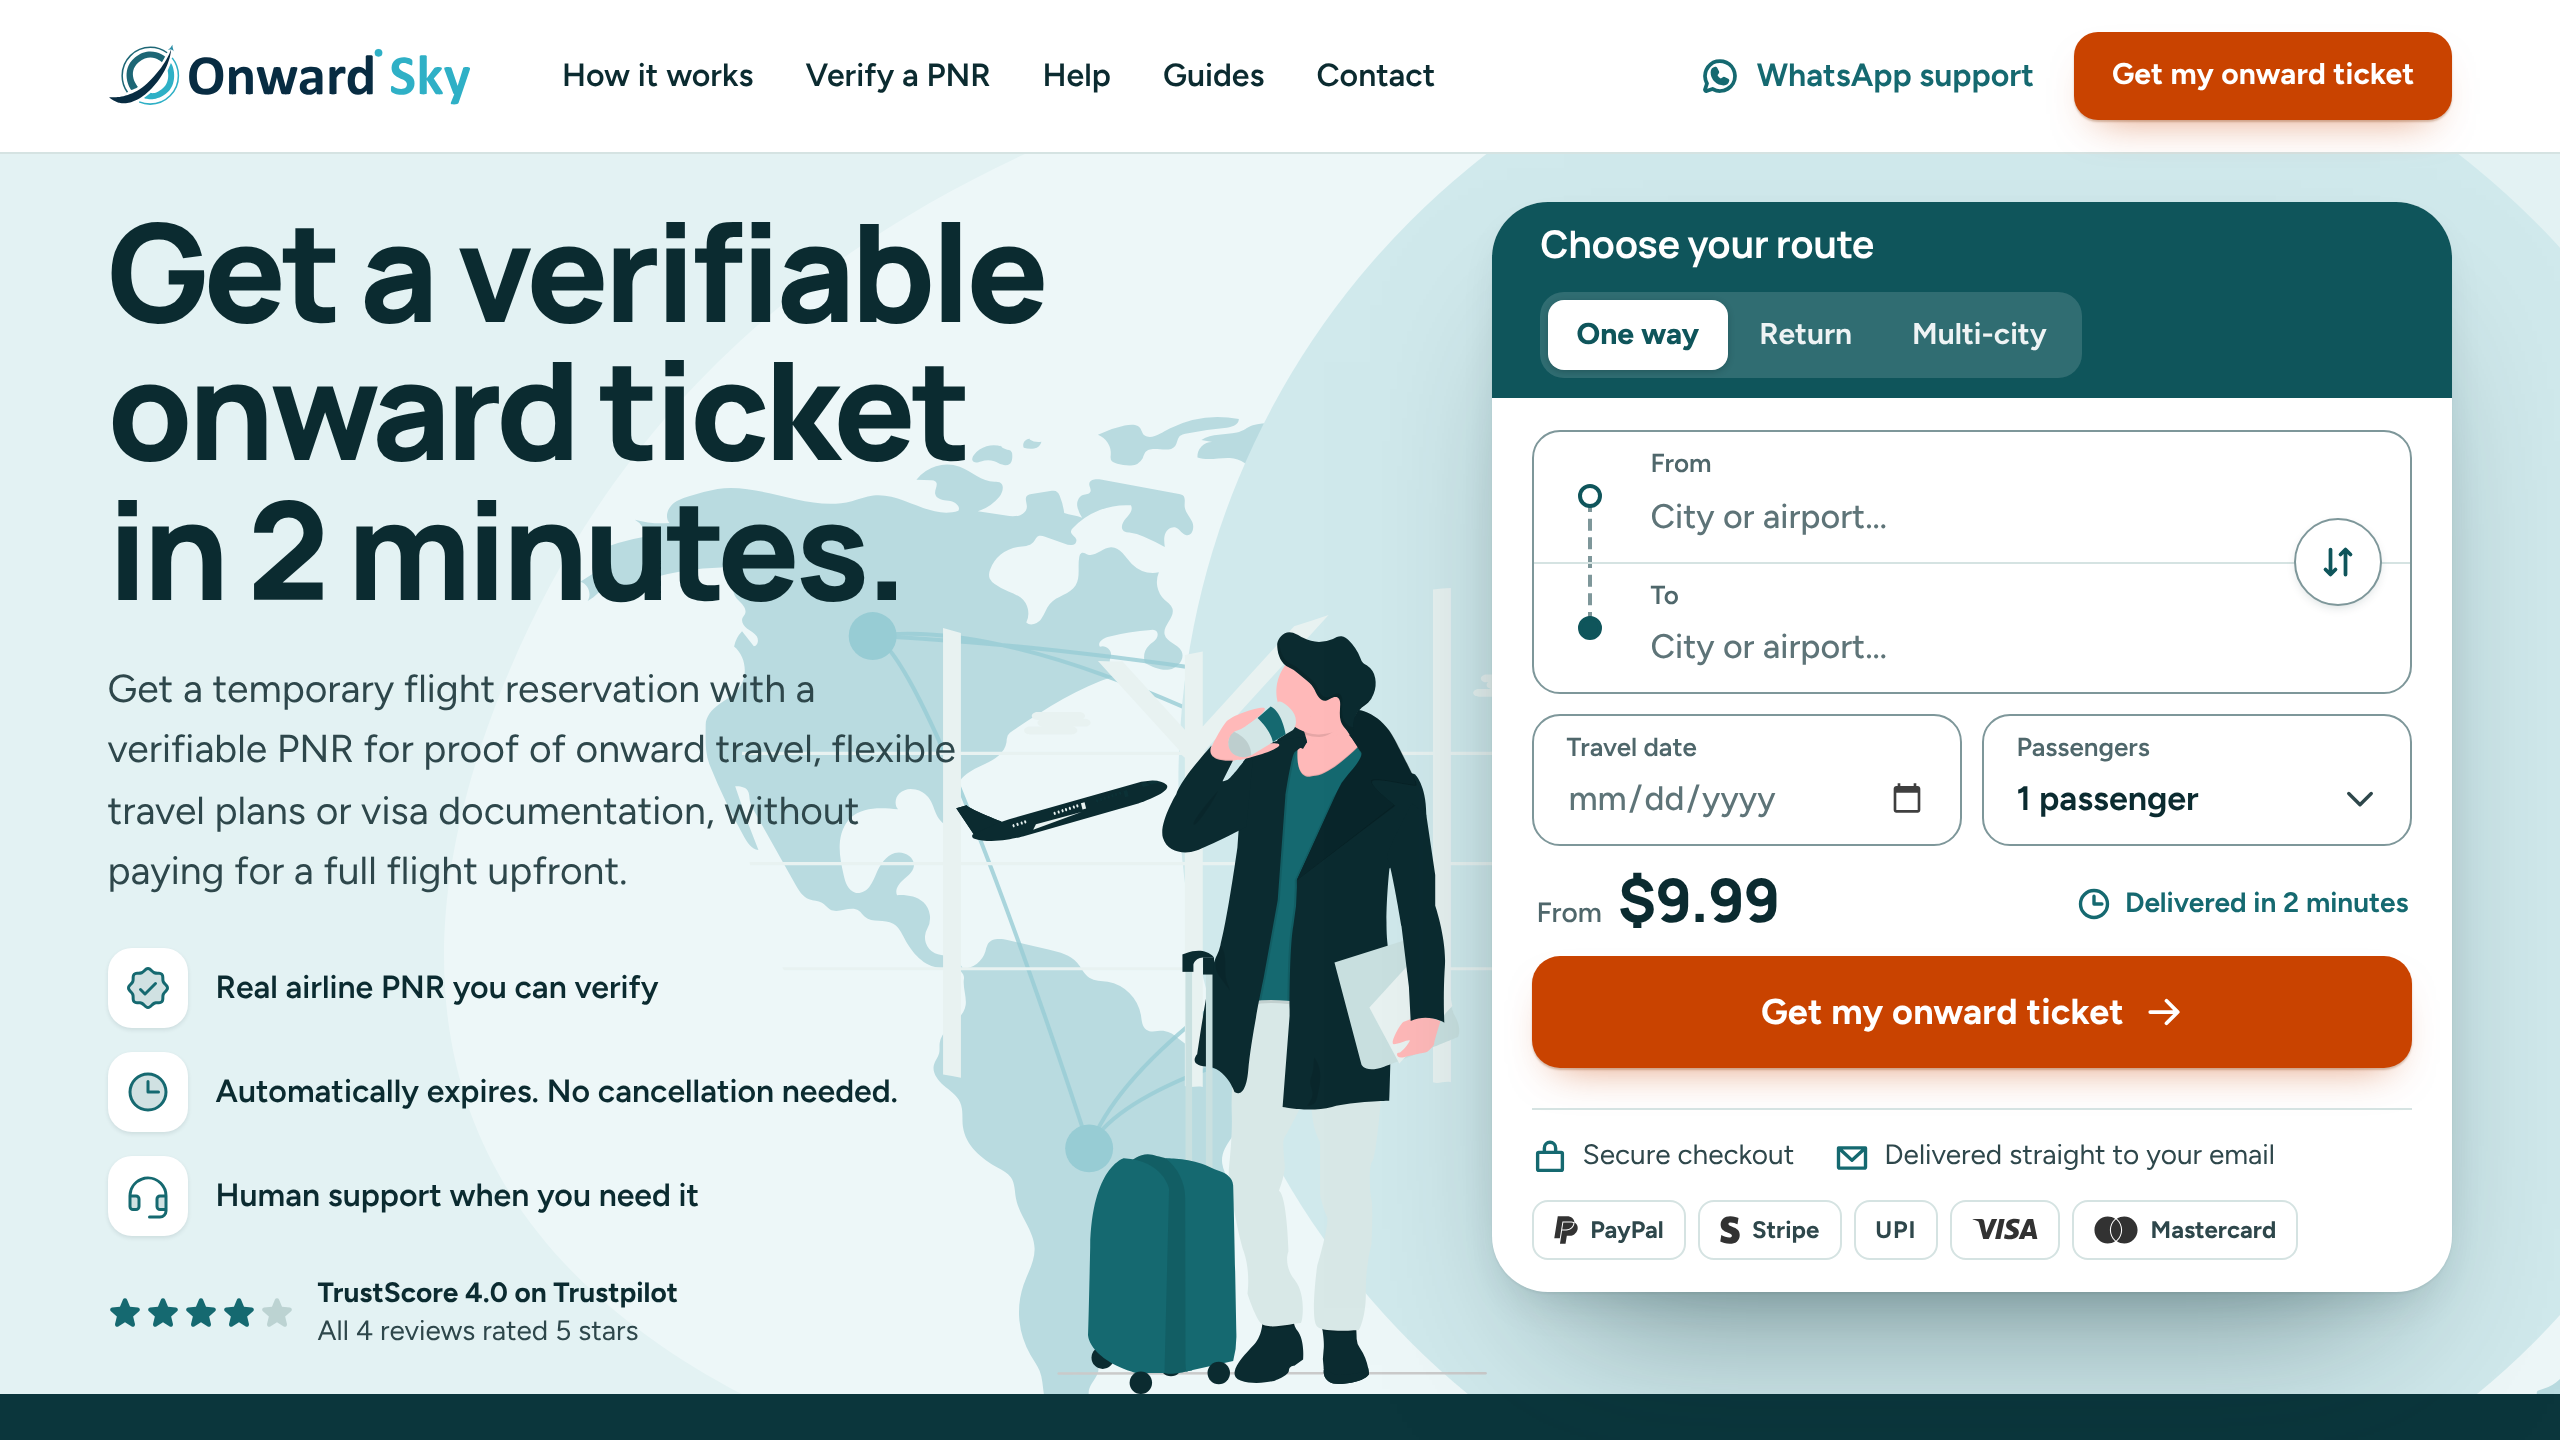 Onward Sky
How it works
Verify a PNR
Help
Guides
Contact
WhatsApp support
Get my onward ticket
Get a verifiable
onward ticket
in 2 minutes.
Get a temporary flight reservation with a
verifiable PNR for proof of onward travel, flexible
travel plans or visa documentation, without
paying for a full flight upfront.
Real airline PNR you can verify
Automatically expires. No cancellation needed.
Human support when you need it
TrustScore 4.0 on Trustpilot
All 4 reviews rated 5 stars
Choose your route
One way
Return
Multi-city
From
City or airport...
To
City or airport...
Travel date
mm/dd/yyyy
Passengers
1 passenger
From $9.99
Delivered in 2 minutes
Get my onward ticket
Secure checkout
Delivered straight to your email
PayPal
Stripe
UPI
VISA
Mastercard